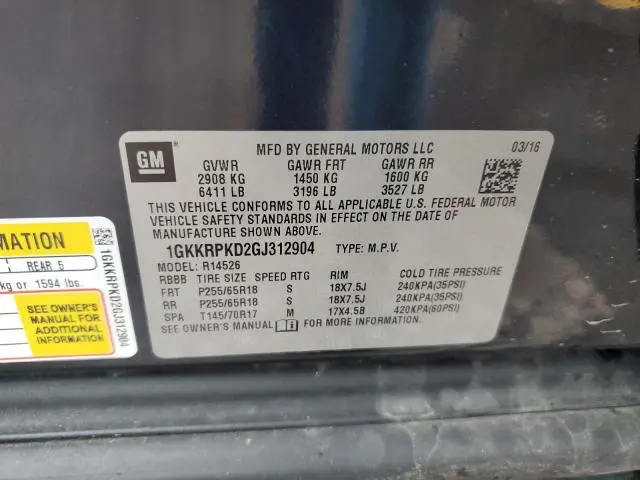 GM
MFD BY GENERAL MOTORS LLC
03/16
GVWR GAWR FRT GAWR RR
2908 KG 1450 KG 1600 KG
6411 LB 3196 LB 3527 LB
THIS VEHICLE CONFORMS TO ALL APPLICABLE U.S. FEDERAL MOTOR
VEHICLE SAFETY STANDARDS IN EFFECT ON THE DATE OF
MANUFACTURE SHOWN ABOVE.
1GKKRPKD2GJ312904 TYPE: M.P.V.
MODEL: R14526
RBBB TIRE SIZE SPEED RTG RIM COLD TIRE PRESSURE
FRT P255/65R18 S 18X7.5J 240KPA(35PSI)
RR P255/65R18 S 18X7.5J 240KPA(35PSI)
SPA T145/70R17 M 17X4.5B 420KPA(60PSI)
SEE OWNER'S MANUAL FOR MORE INFORMATION.
MATION
REAR 5
kg or 1594 lbs.
SEE OWNER'S
MANUAL FOR
ADDITIONAL
INFORMATION
1GKKRPKD2GJ312904